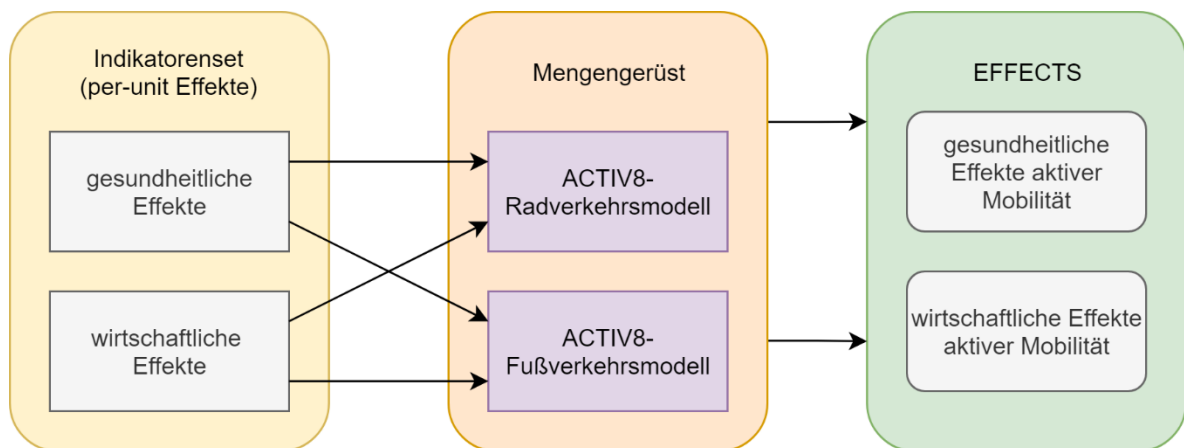 Indikatorenset
(per-unit Effekte)
gesundheitliche
Effekte
wirtschaftliche
Effekte
Mengengerüst
ACTIV8-
Radverkehrsmodell
ACTIV8-
Fußverkehrsmodell
EFFECTS
gesundheitliche
Effekte aktiver
Mobilität
wirtschaftliche Effekte
aktiver Mobilität